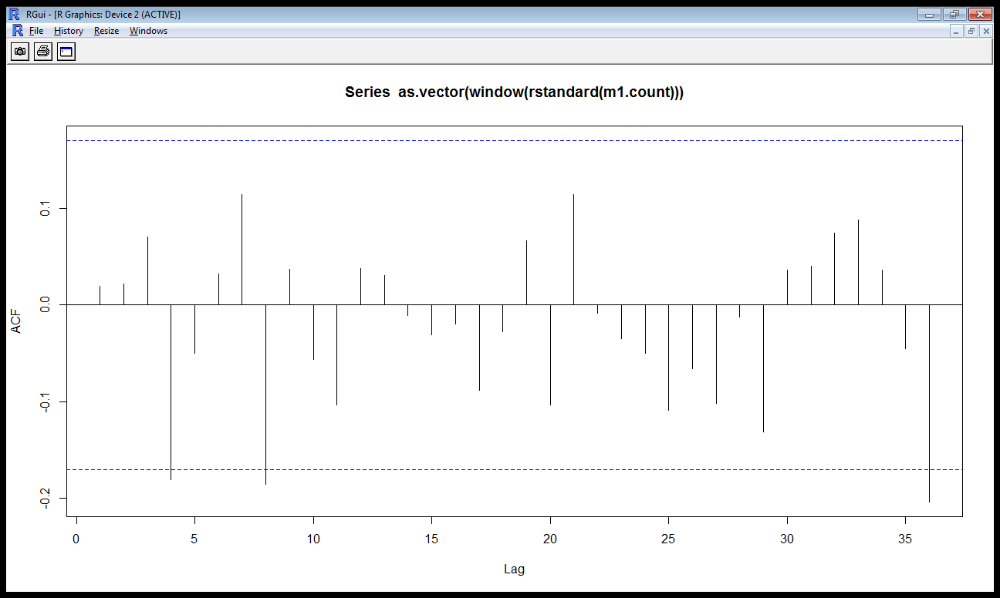 RGui - [R Graphics: Device 2 (ACTIVE)]
File History Resize Windows
Series as.vector(window(rstandard(m1.count)))
ACF
0.1
0.0
-0.1
-0.2
0 5 10 15 20 25 30 35
Lag